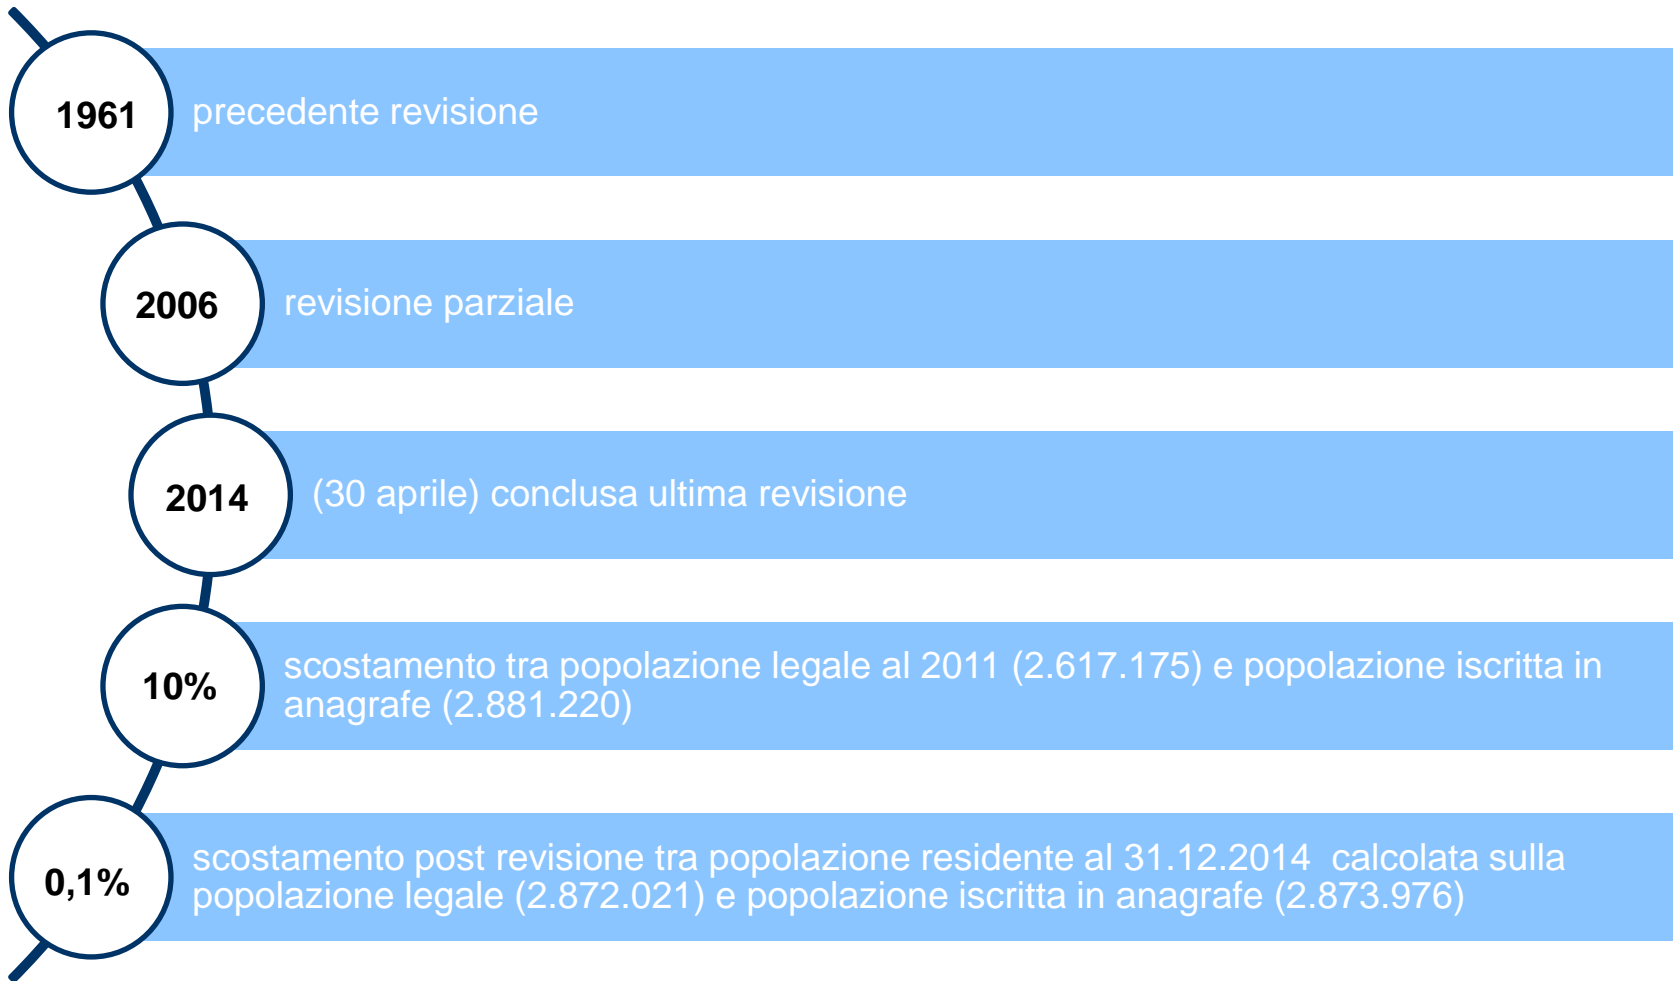 1961
precedente revisione
2006
revisione parziale
2014
(30 aprile) conclusa ultima revisione
10%
scostamento tra popolazione legale al 2011 (2.617.175) e popolazione iscritta in
anagrafe (2.881.220)
0,1%
scostamento post revisione tra popolazione residente al 31.12.2014  calcolata sulla
popolazione legale (2.872.021) e popolazione iscritta in anagrafe (2.873.976)